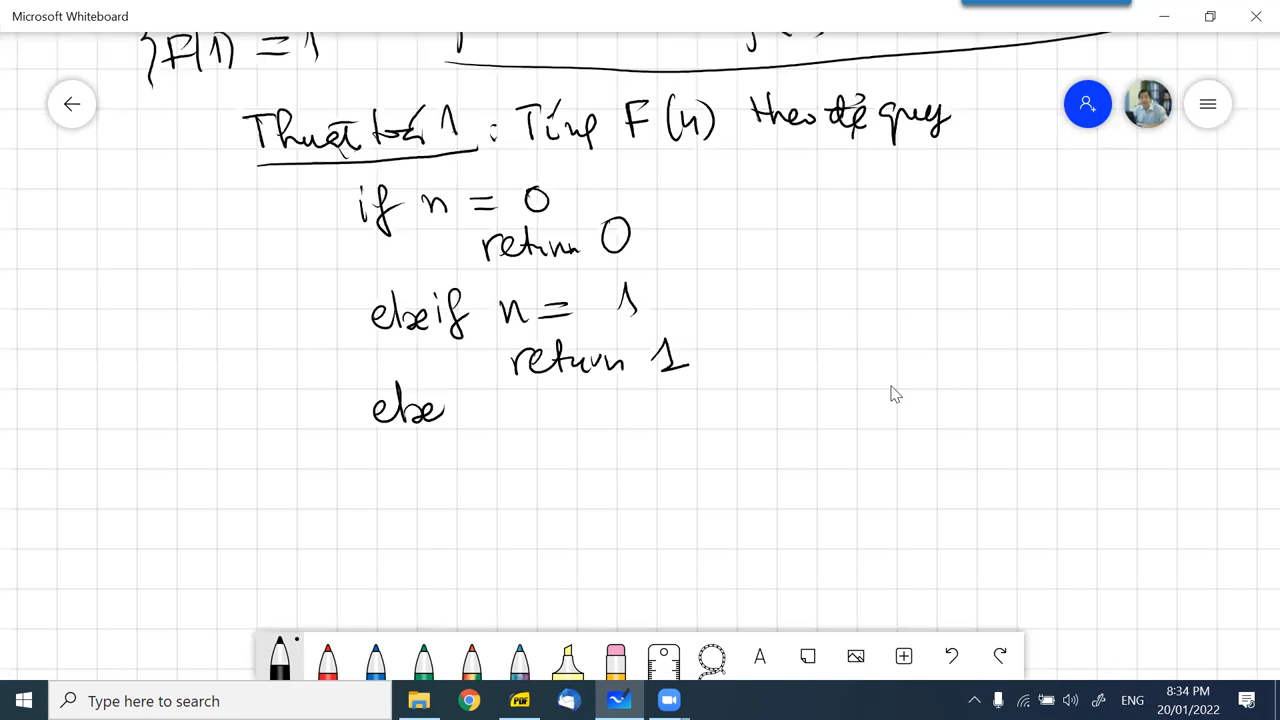 Microsoft Whiteboard
F(1) = 1
Thuật toán 1 : Tính F(n) theo đệ quy
if n = 0
return 0
elseif n = 1
return 1
else
Type here to search
ENG
8:34 PM
20/01/2022